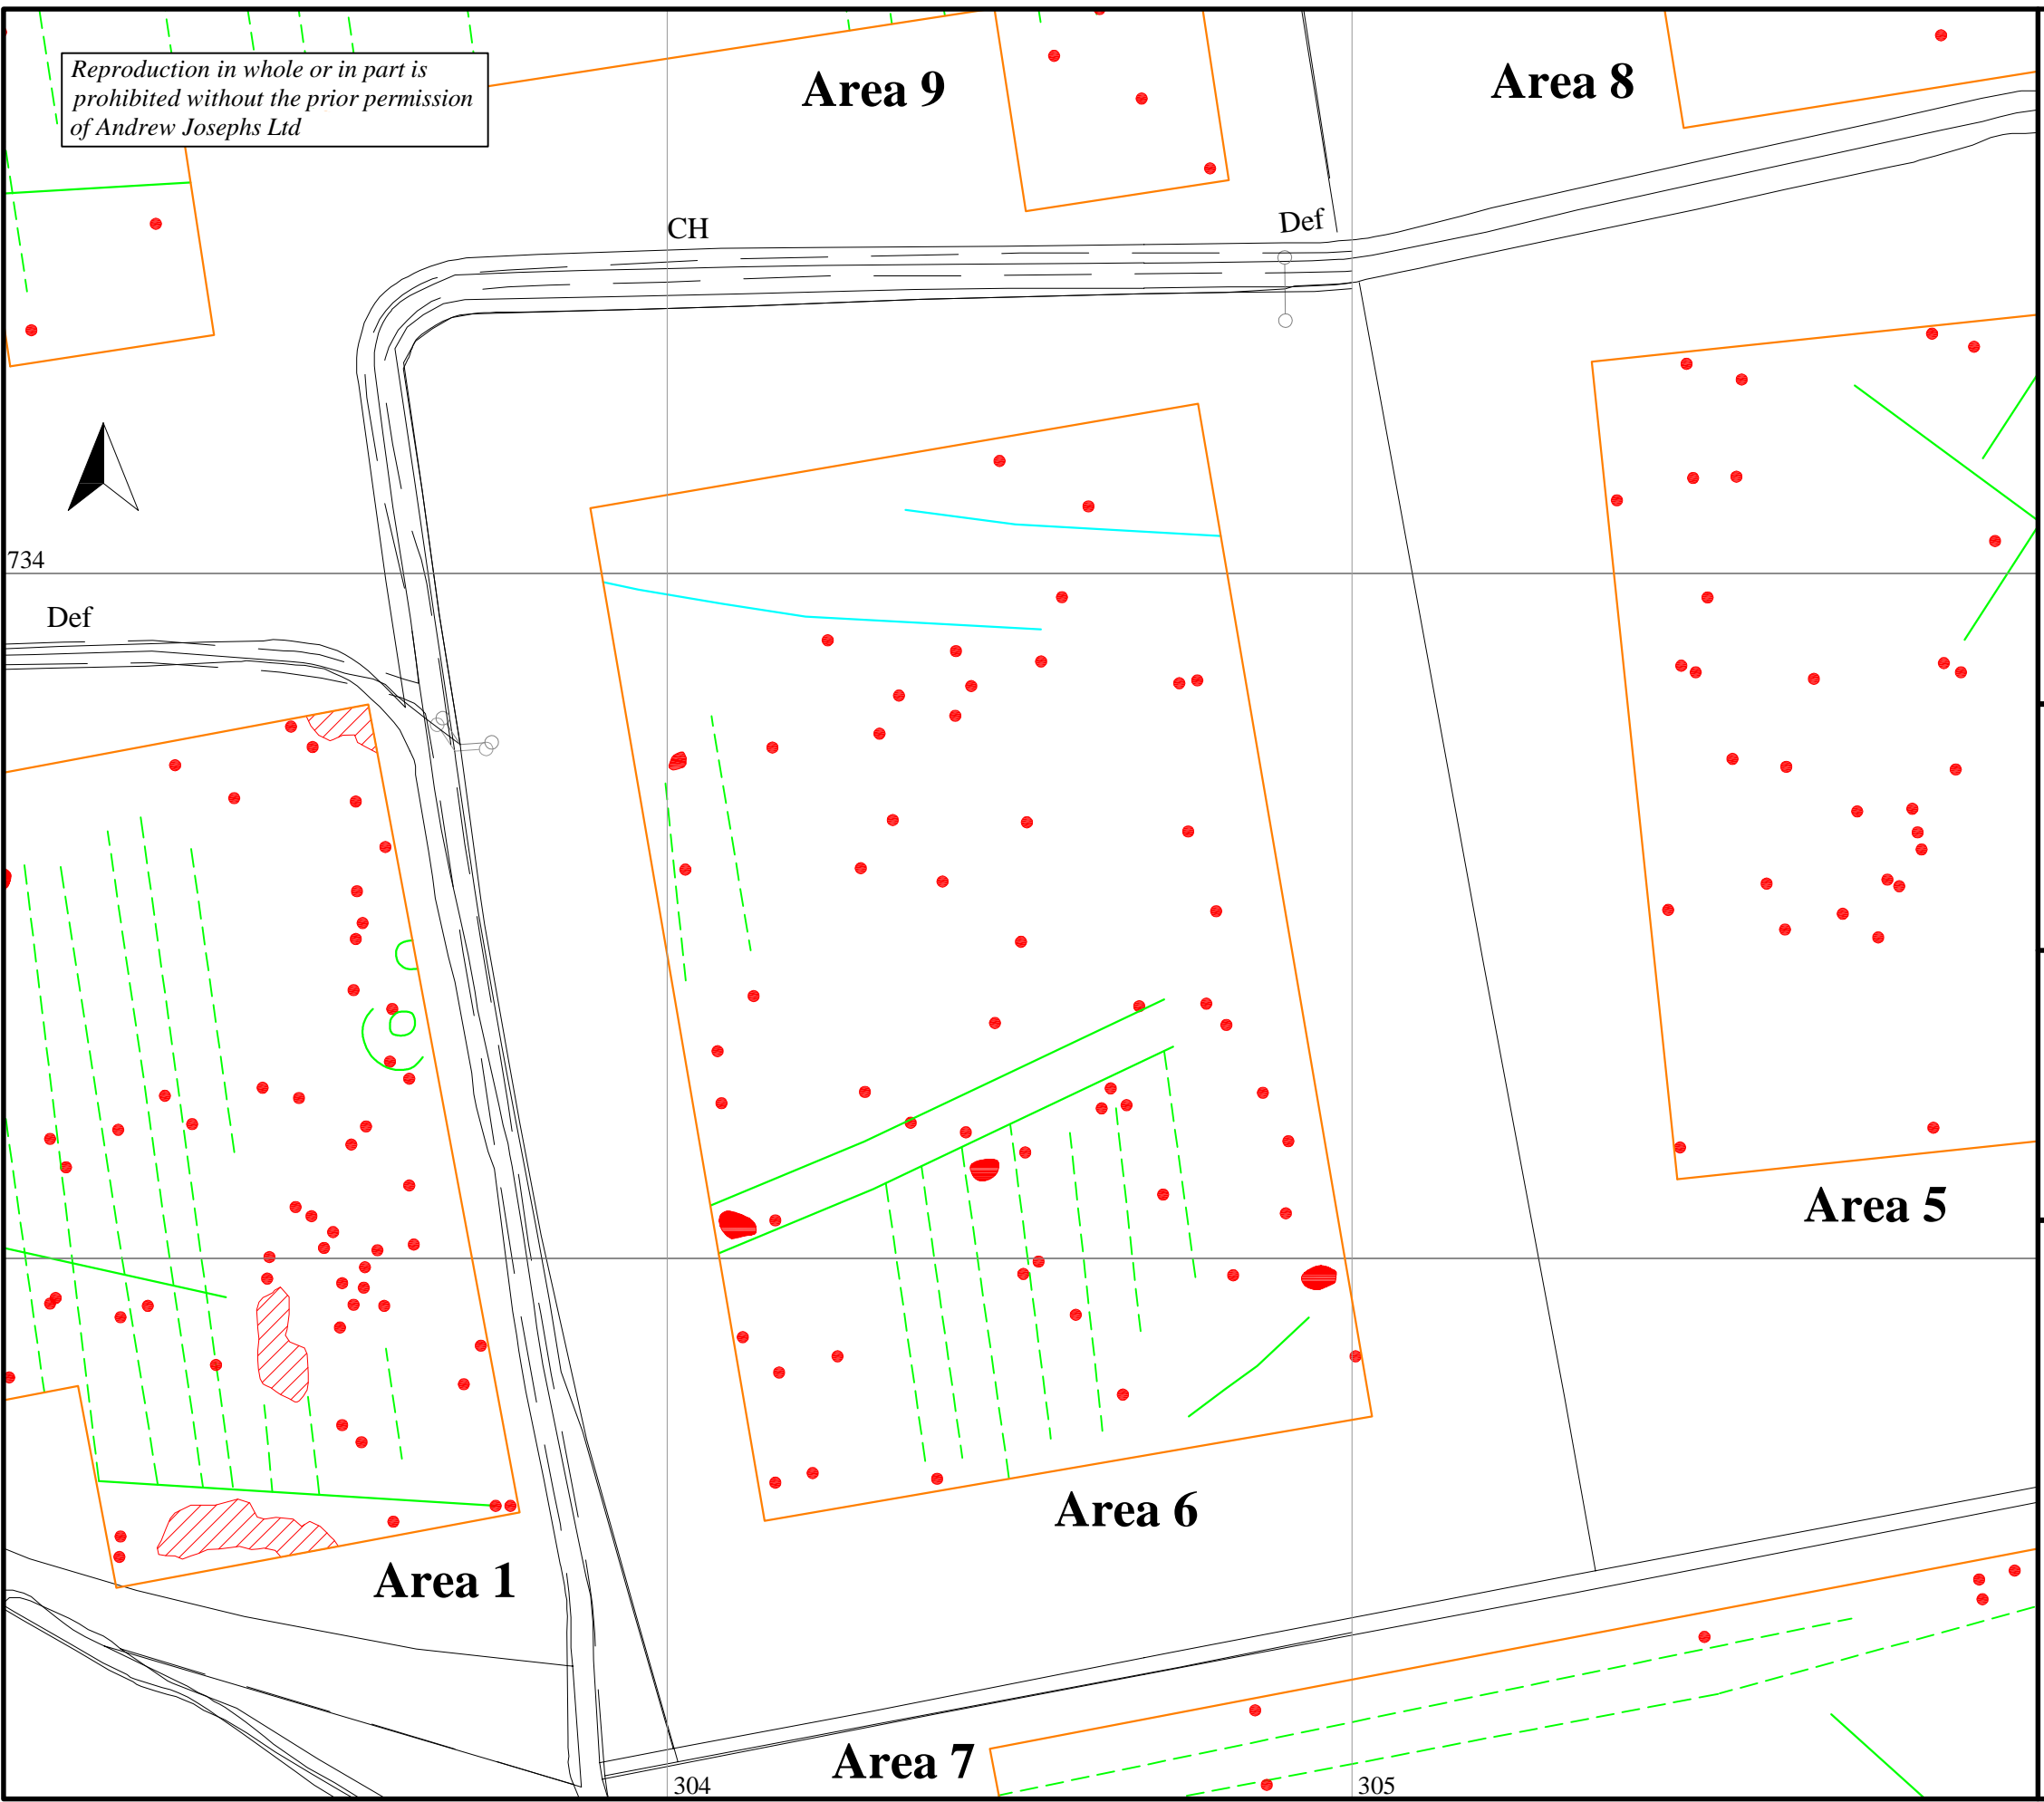 Reproduction in whole or in part is
prohibited without the prior permission
of Andrew Josephs Ltd
Area 9
Area 8
CH
Def
734
Def
Area 5
Area 6
Area 1
Area 7
304
305